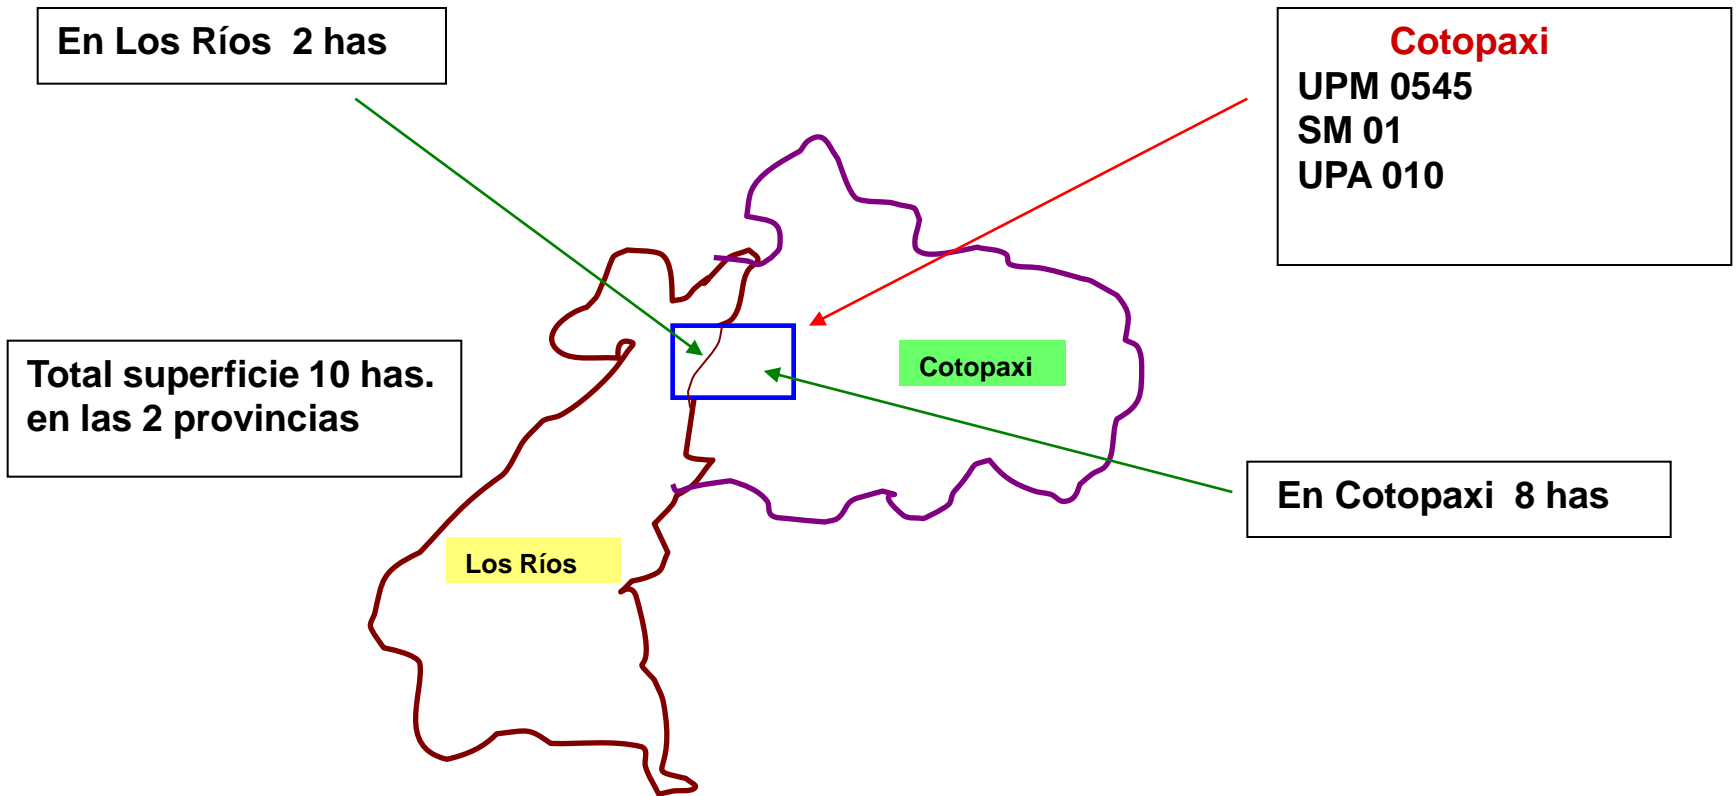 En Los Ríos  2 has
Cotopaxi
UPM 0545
SM 01
UPA 010
Total superficie 10 has.
en las 2 provincias
Cotopaxi
En Cotopaxi  8 has
Los Ríos